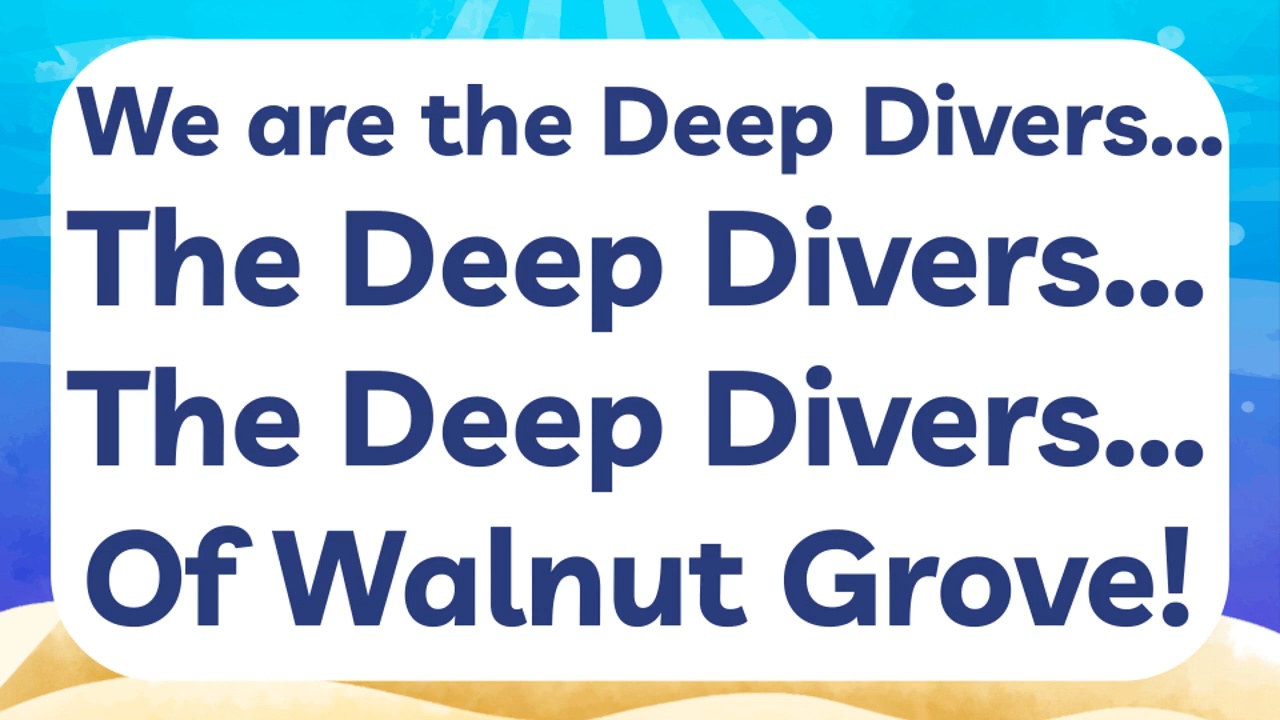 We are the Deep Divers...
The Deep Divers...
The Deep Divers...
Of Walnut Grove!